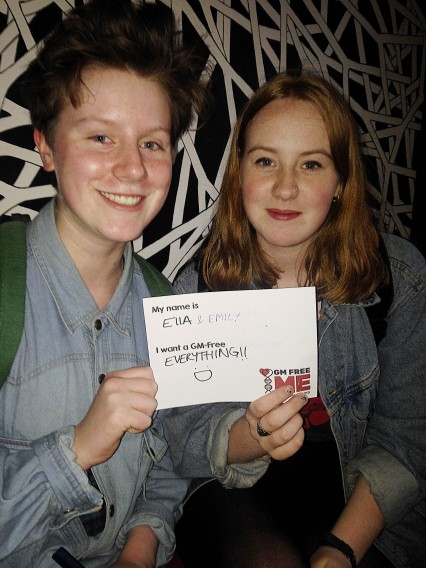 My name is
Ella & EMILY
I want a GM-Free
EVERYTHING!!
GM FREE
ME